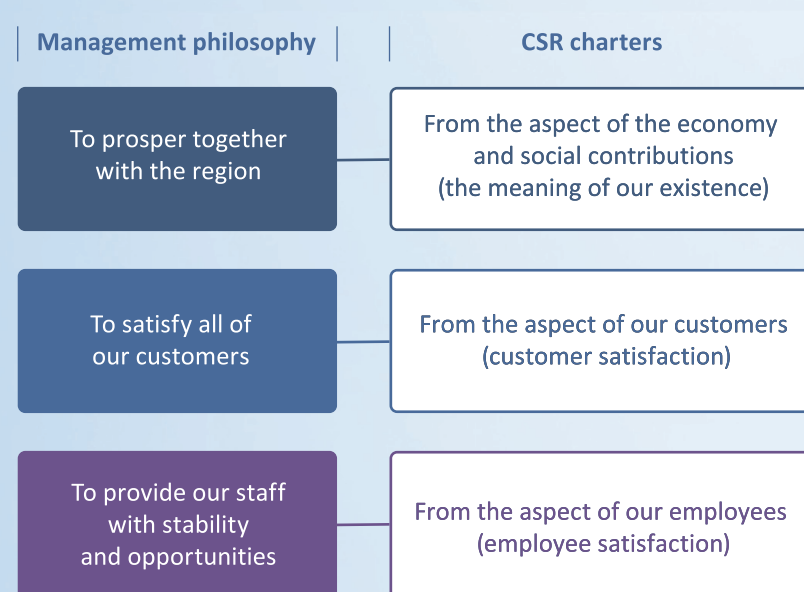 Management philosophy
CSR charters
To prosper together
with the region
From the aspect of the economy
and social contributions
(the meaning of our existence)
To satisfy all of
our customers
From the aspect of our customers
(customer satisfaction)
To provide our staff
with stability
and opportunities
From the aspect of our employees
(employee satisfaction)